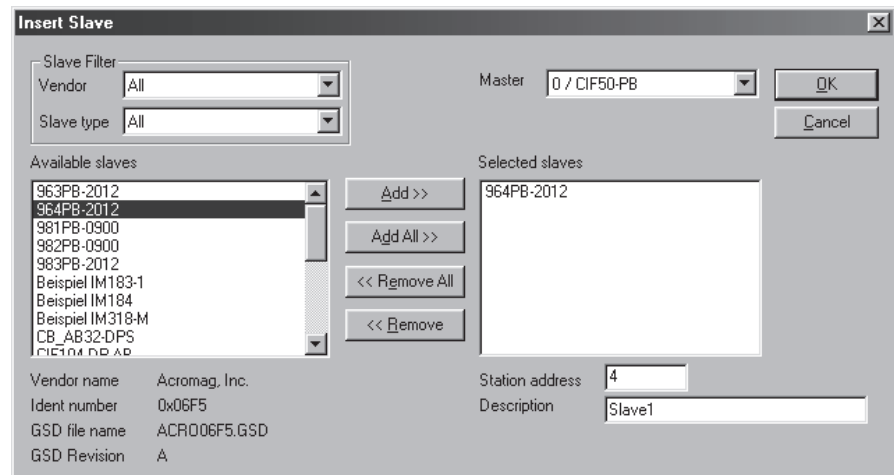 Insert Slave
Slave Filter
Vendor All
Slave type All
Master 0 / CIF50-PB
OK
Cancel
Available slaves
963PB-2012
964PB-2012
981PB-0900
982PB-0900
983PB-2012
Beispiel IM183-1
Beispiel IM184
Beispiel IM318-M
CB_AB32-DPS
CIF104-DP AB
Add >>
Add All >>
<< Remove All
<< Remove
Selected slaves
964PB-2012
Vendor name Acromag, Inc.
Ident number 0x06F5
GSD file name ACRO06F5.GSD
GSD Revision A
Station address 4
Description Slave1